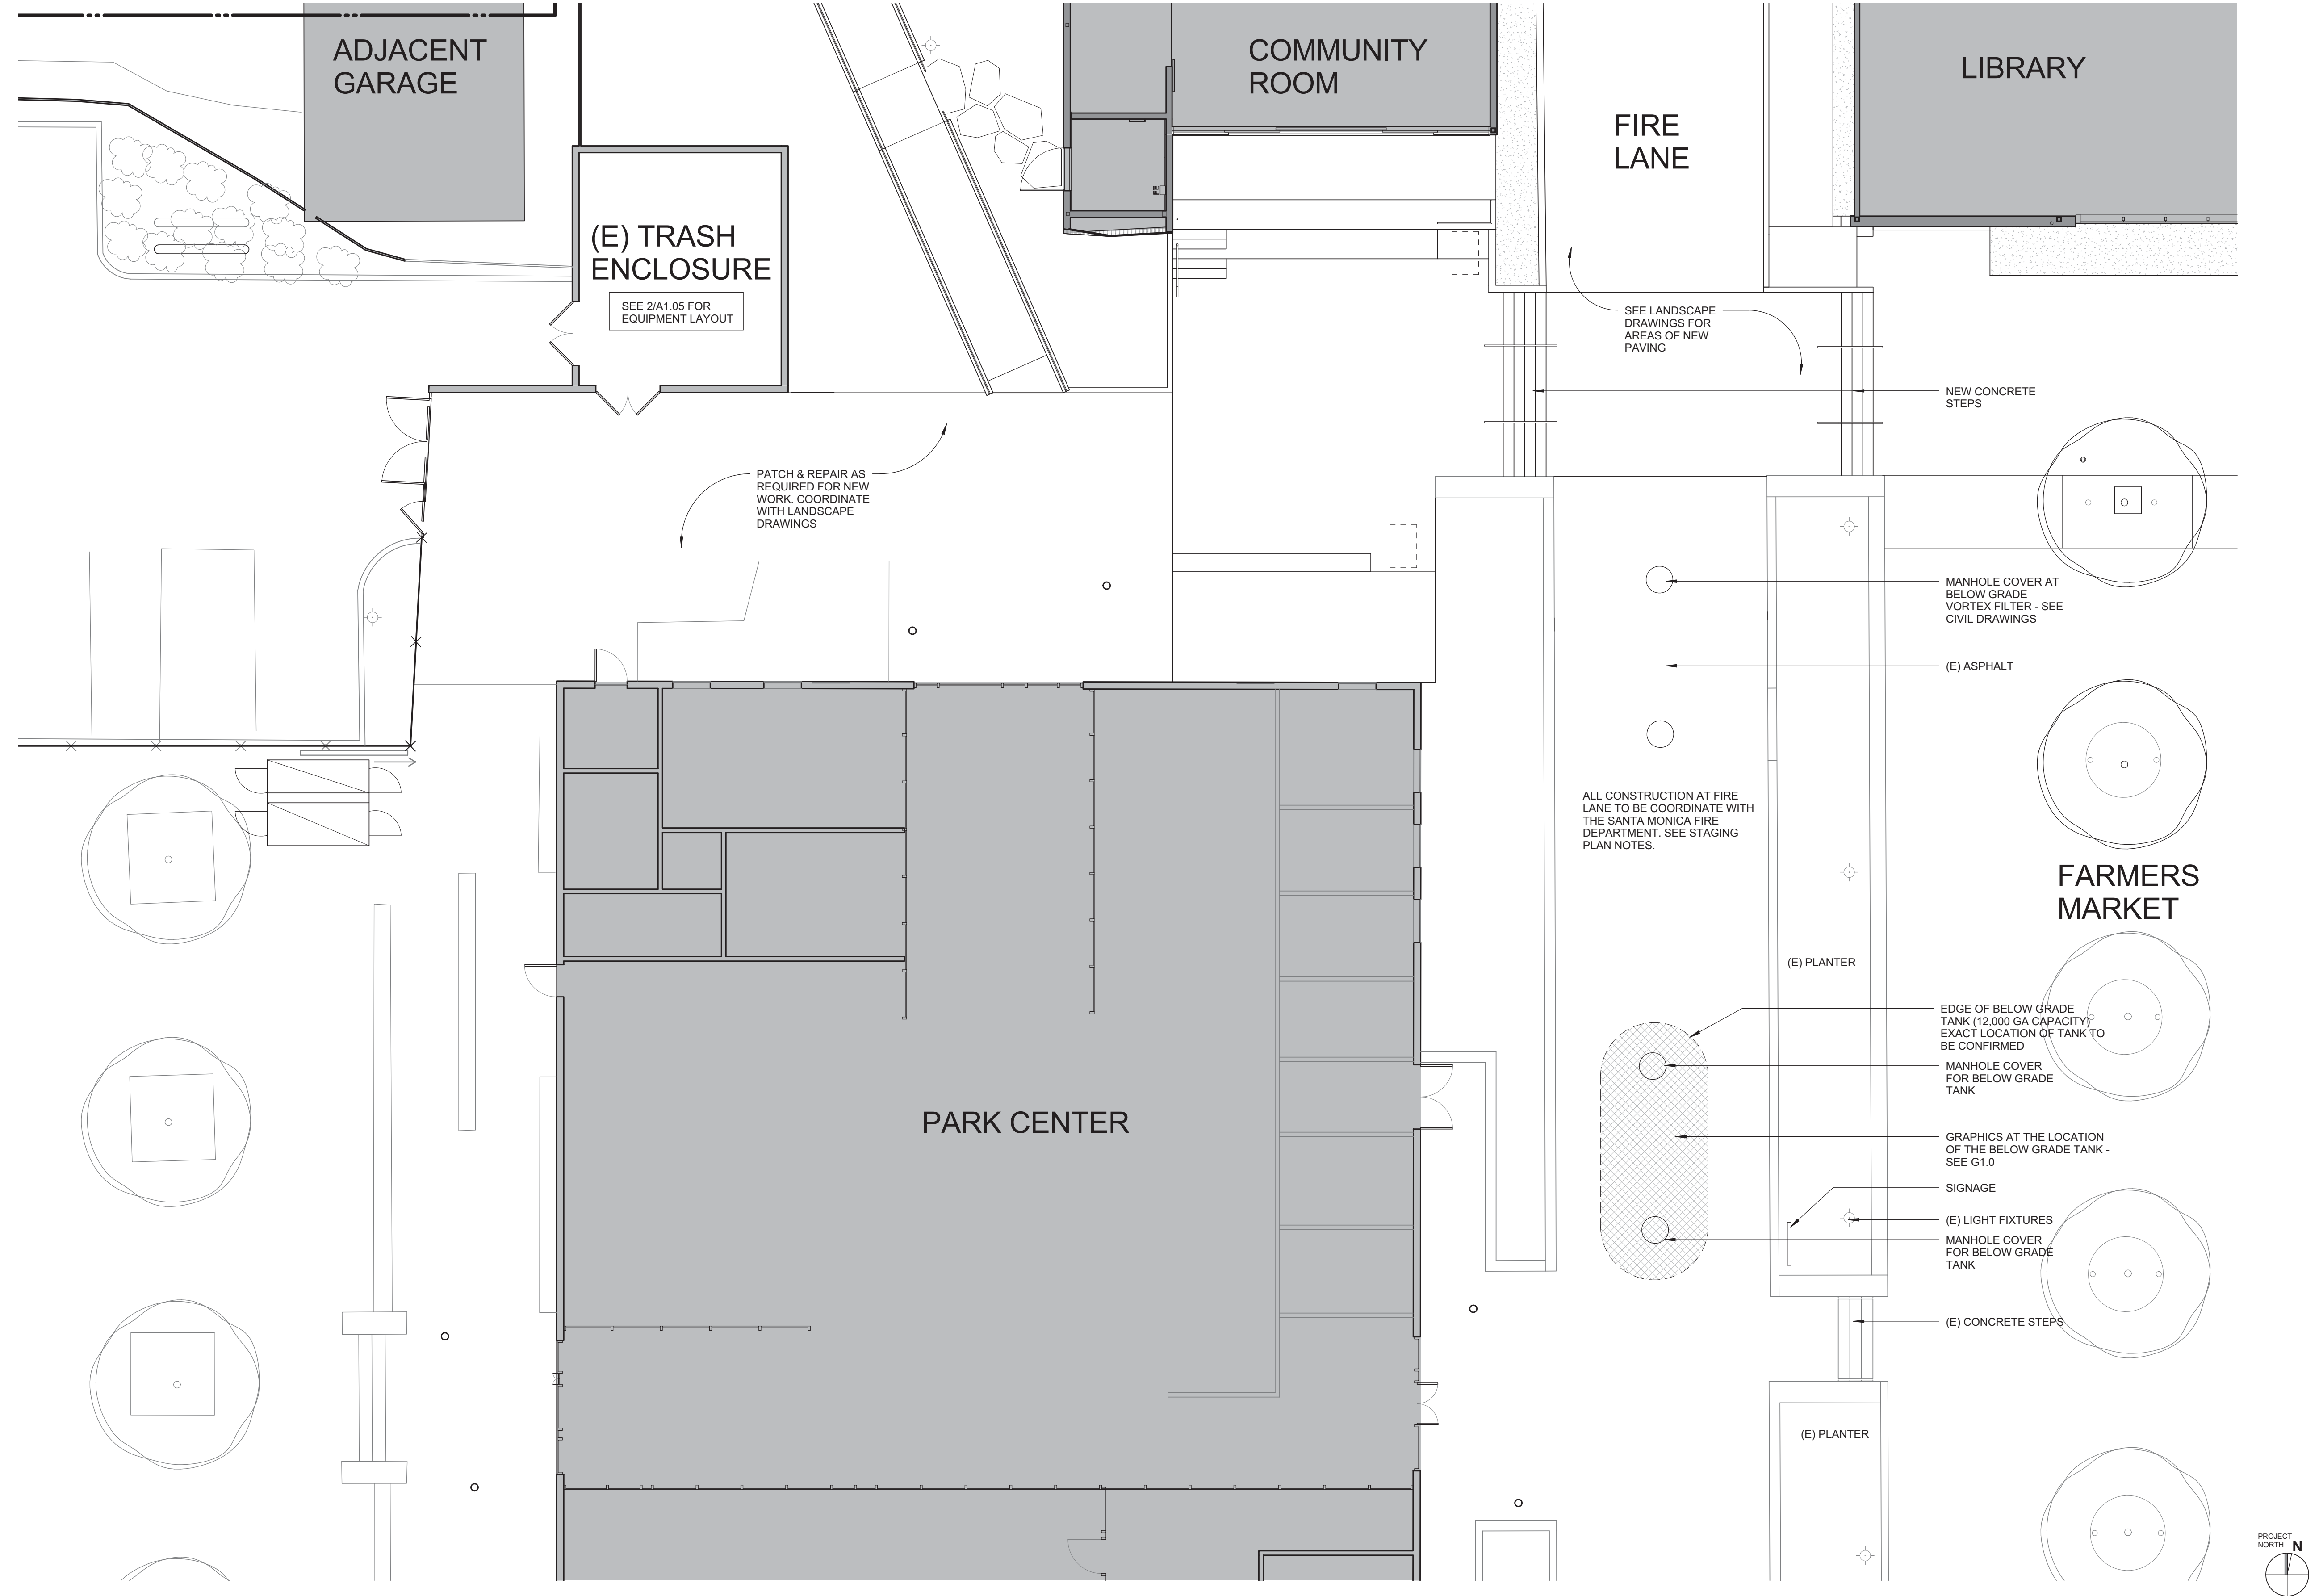 ADJACENT
GARAGE
COMMUNITY
ROOM
LIBRARY
FIRE
LANE
(E) TRASH
ENCLOSURE
SEE 2/A1.05 FOR
EQUIPMENT LAYOUT
SEE LANDSCAPE
DRAWINGS FOR
AREAS OF NEW
PAVING
NEW CONCRETE
STEPS
PATCH & REPAIR AS
REQUIRED FOR NEW
WORK. COORDINATE
WITH LANDSCAPE
DRAWINGS
MANHOLE COVER AT
BELOW GRADE
VORTEX FILTER - SEE
CIVIL DRAWINGS
(E) ASPHALT
ALL CONSTRUCTION AT FIRE
LANE TO BE COORDINATE WITH
THE SANTA MONICA FIRE
DEPARTMENT. SEE STAGING
PLAN NOTES.
FARMERS
MARKET
(E) PLANTER
EDGE OF BELOW GRADE
TANK (12,000 GA CAPACITY)
EXACT LOCATION OF TANK TO
BE CONFIRMED
MANHOLE COVER
FOR BELOW GRADE
TANK
PARK CENTER
GRAPHICS AT THE LOCATION
OF THE BELOW GRADE TANK -
SEE G1.0
SIGNAGE
(E) LIGHT FIXTURES
MANHOLE COVER
FOR BELOW GRADE
TANK
(E) CONCRETE STEPS
(E) PLANTER
PROJECT
NORTH N